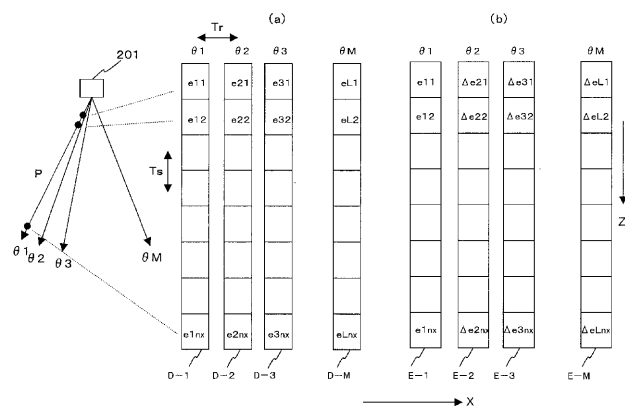 (a) (b)
Tr
201 θ1 θ2 θ3 θM θ1 θ2 θ3 θM
e11 e21 e31 eL1 e11 Δe21 Δe31 ΔeL1
e12 e22 e32 eL2 e12 Δe22 Δe32 ΔeL2
P Ts
Z
θ1 θ2 θ3 θM
e1nx e2nx e3nx eLnx e1nx Δe2nx Δe3nx ΔeLnx
D-1 D-2 D-3 D-M E-1 E-2 E-3 E-M
X